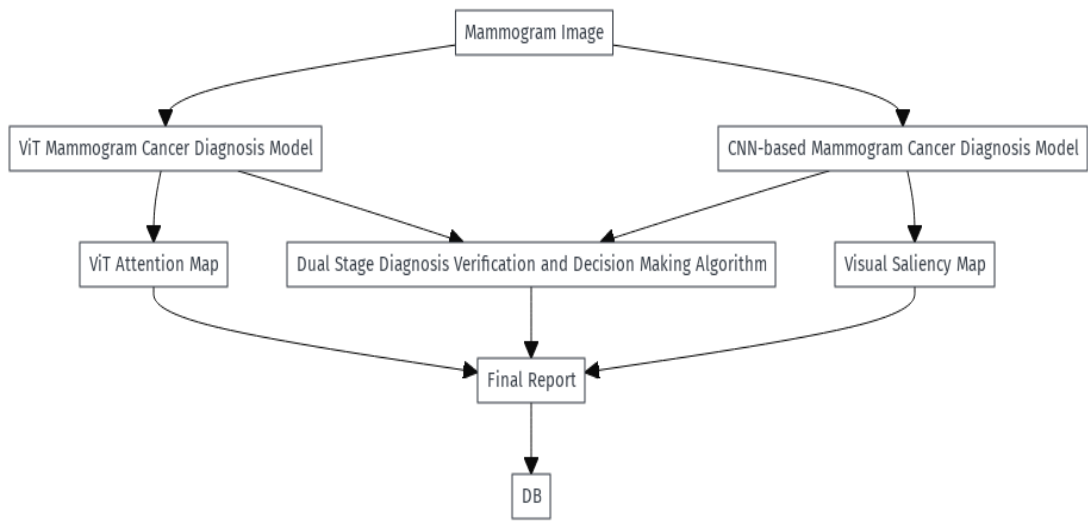 Mammogram Image
ViT Mammogram Cancer Diagnosis Model
CNN-based Mammogram Cancer Diagnosis Model
ViT Attention Map
Dual Stage Diagnosis Verification and Decision Making Algorithm
Visual Saliency Map
Final Report
DB